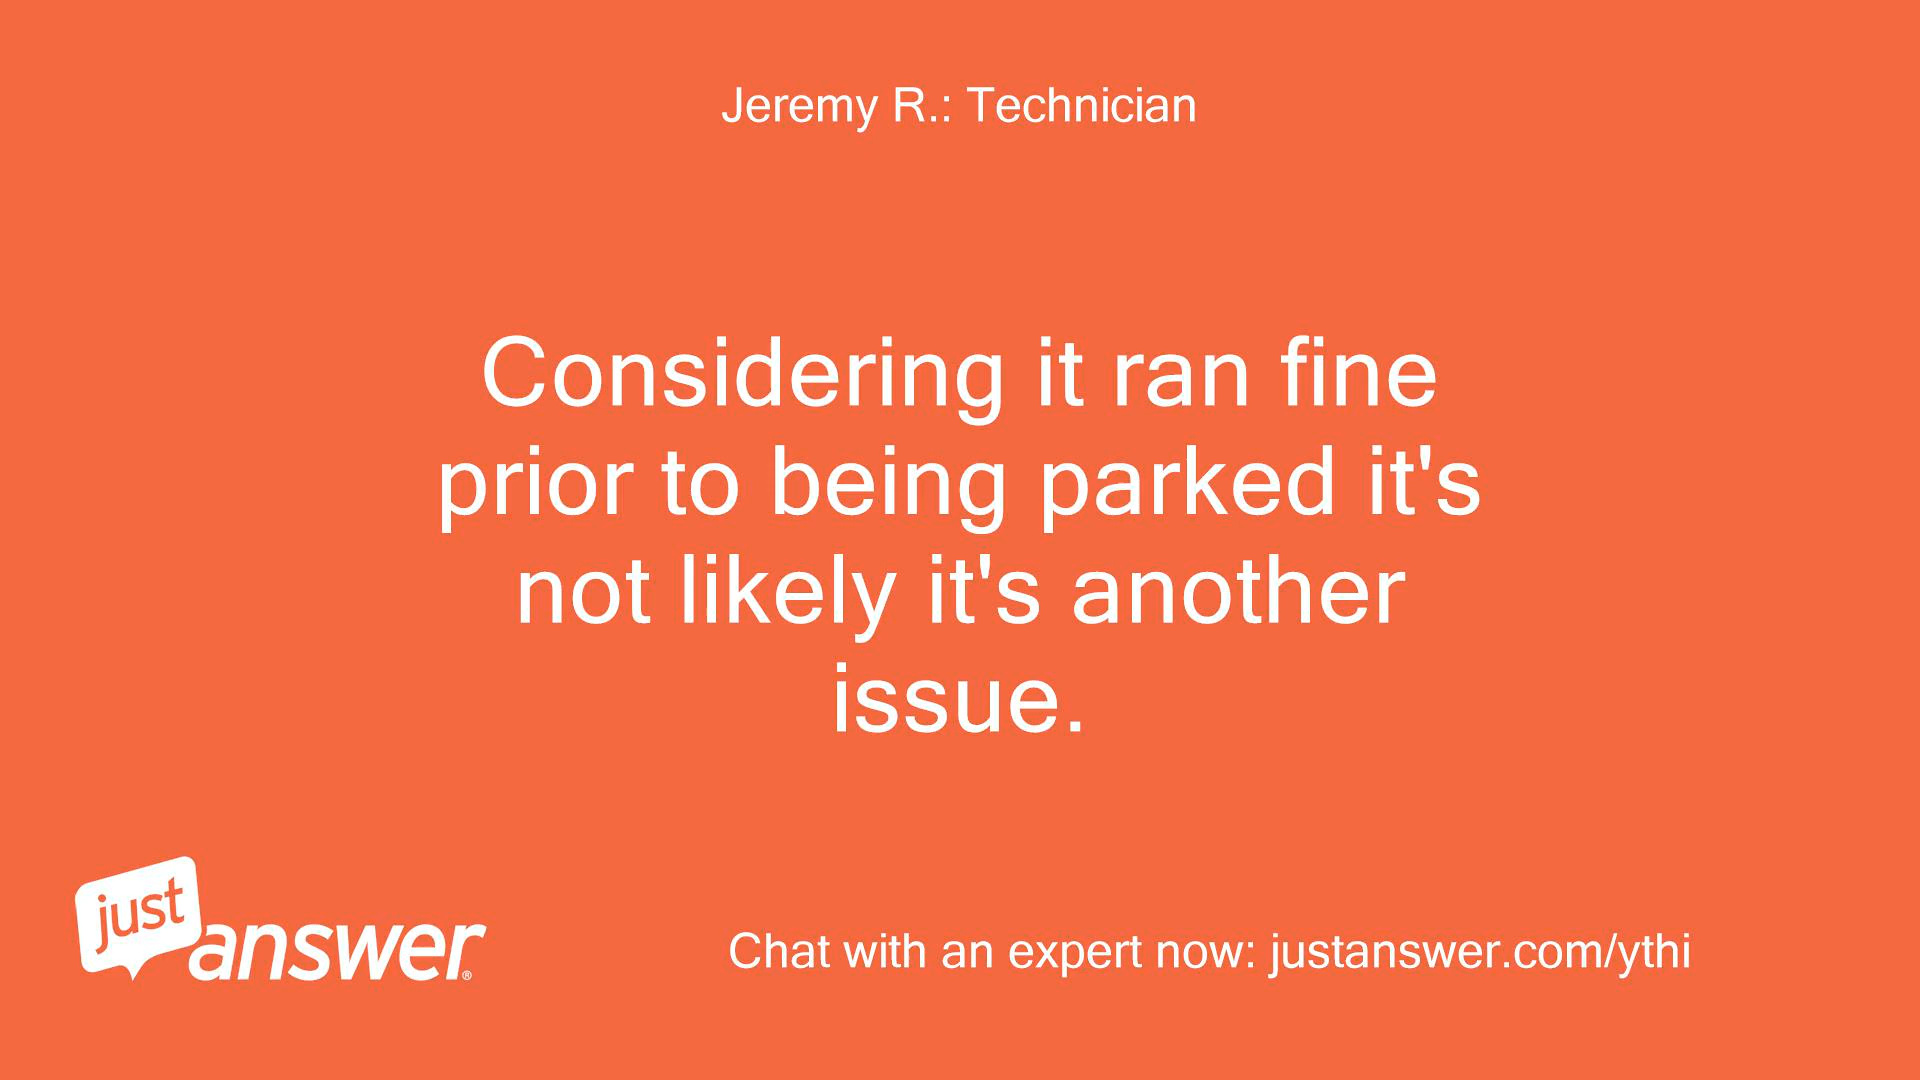 Jeremy R.: Technician
Considering it ran fine
prior to being parked it's
not likely it's another
issue.
just
answer®
Chat with an expert now: justanswer.com/ythi